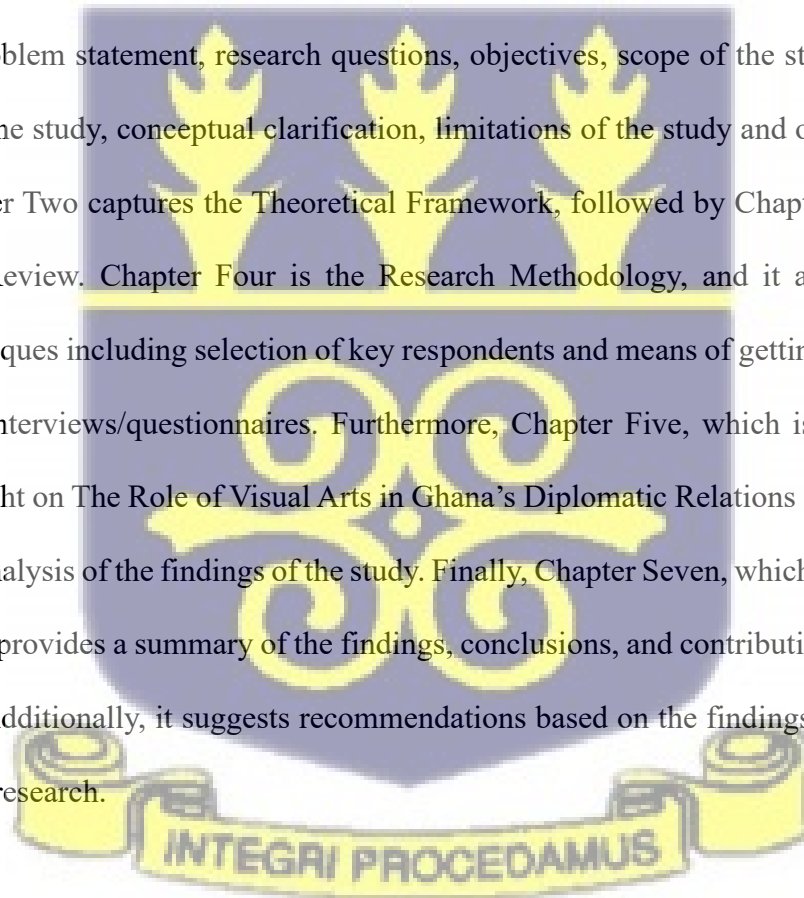 oblem statement, research questions, objectives, scope of the st
he study, conceptual clarification, limitations of the study and o
er Two captures the Theoretical Framework, followed by Chapt
Review. Chapter Four is the Research Methodology, and it a
ques including selection of key respondents and means of gettin
nterviews/questionnaires. Furthermore, Chapter Five, which is
ht on The Role of Visual Arts in Ghana’s Diplomatic Relations
nalysis of the findings of the study. Finally, Chapter Seven, which
provides a summary of the findings, conclusions, and contributi
dditionally, it suggests recommendations based on the findings
research.
INTEGRI PROCEDAMUS